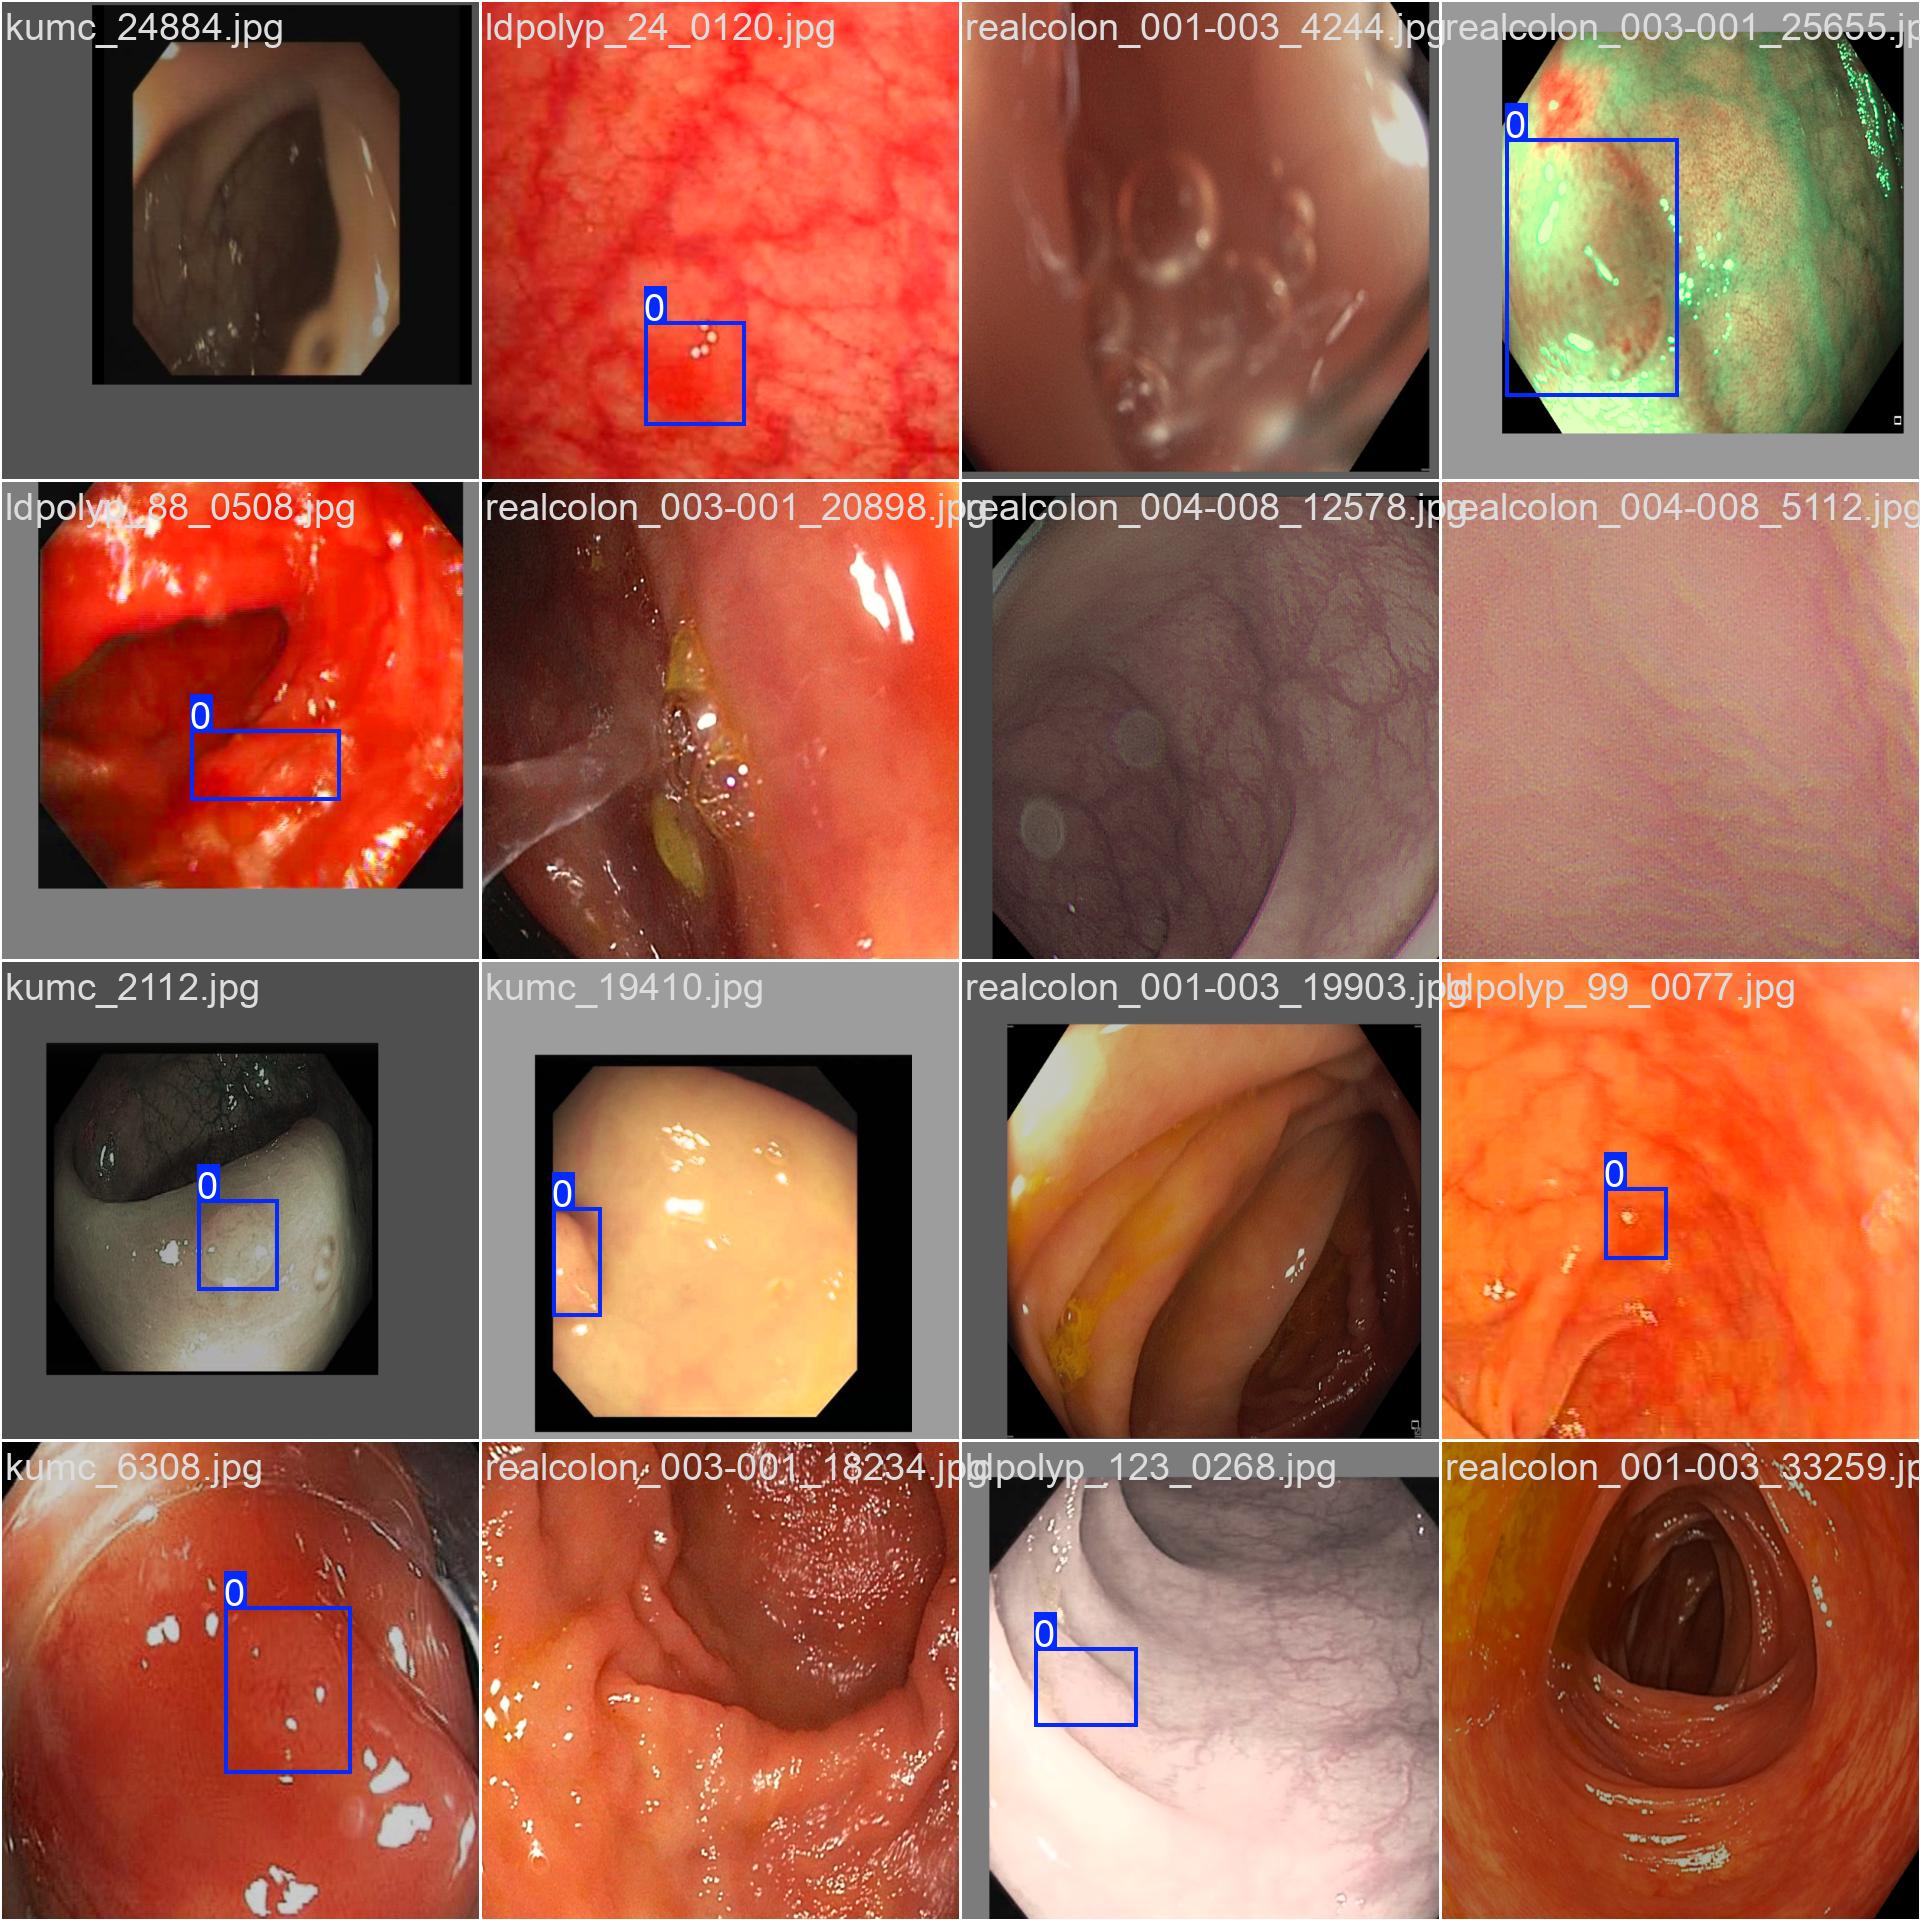 kumc_24884.jpg
ldpolyp_24_0120.jpg
realcolon_001-003_4244.jpg
realcolon_003-001_25655.jp
0
0
ldpolyp_88_0508.jpg
realcolon_003-001_20898.jpg
realcolon_004-008_12578.jpg
realcolon_004-008_5112.jpg
0
kumc_2112.jpg
kumc_19410.jpg
realcolon_001-003_19903.jpg
ldpolyp_99_0077.jpg
0
0
0
kumc_6308.jpg
realcolon_003-001_18234.jpg
ldpolyp_123_0268.jpg
realcolon_001-003_33259.jp
0
0